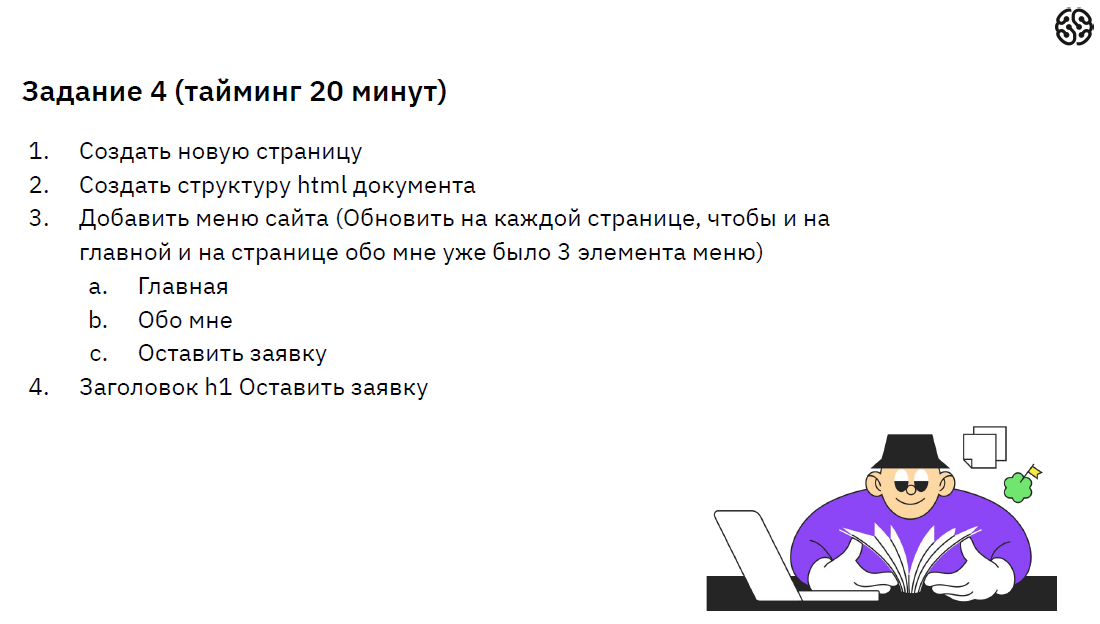 Задание 4 (тайминг 20 минут)
1. Создать новую страницу
2. Создать структуру html документа
3. Добавить меню сайта (Обновить на каждой странице, чтобы и на
главной и на странице обо мне уже было 3 элемента меню)
a. Главная
b. Обо мне
c. Оставить заявку
4. Заголовок h1 Оставить заявку